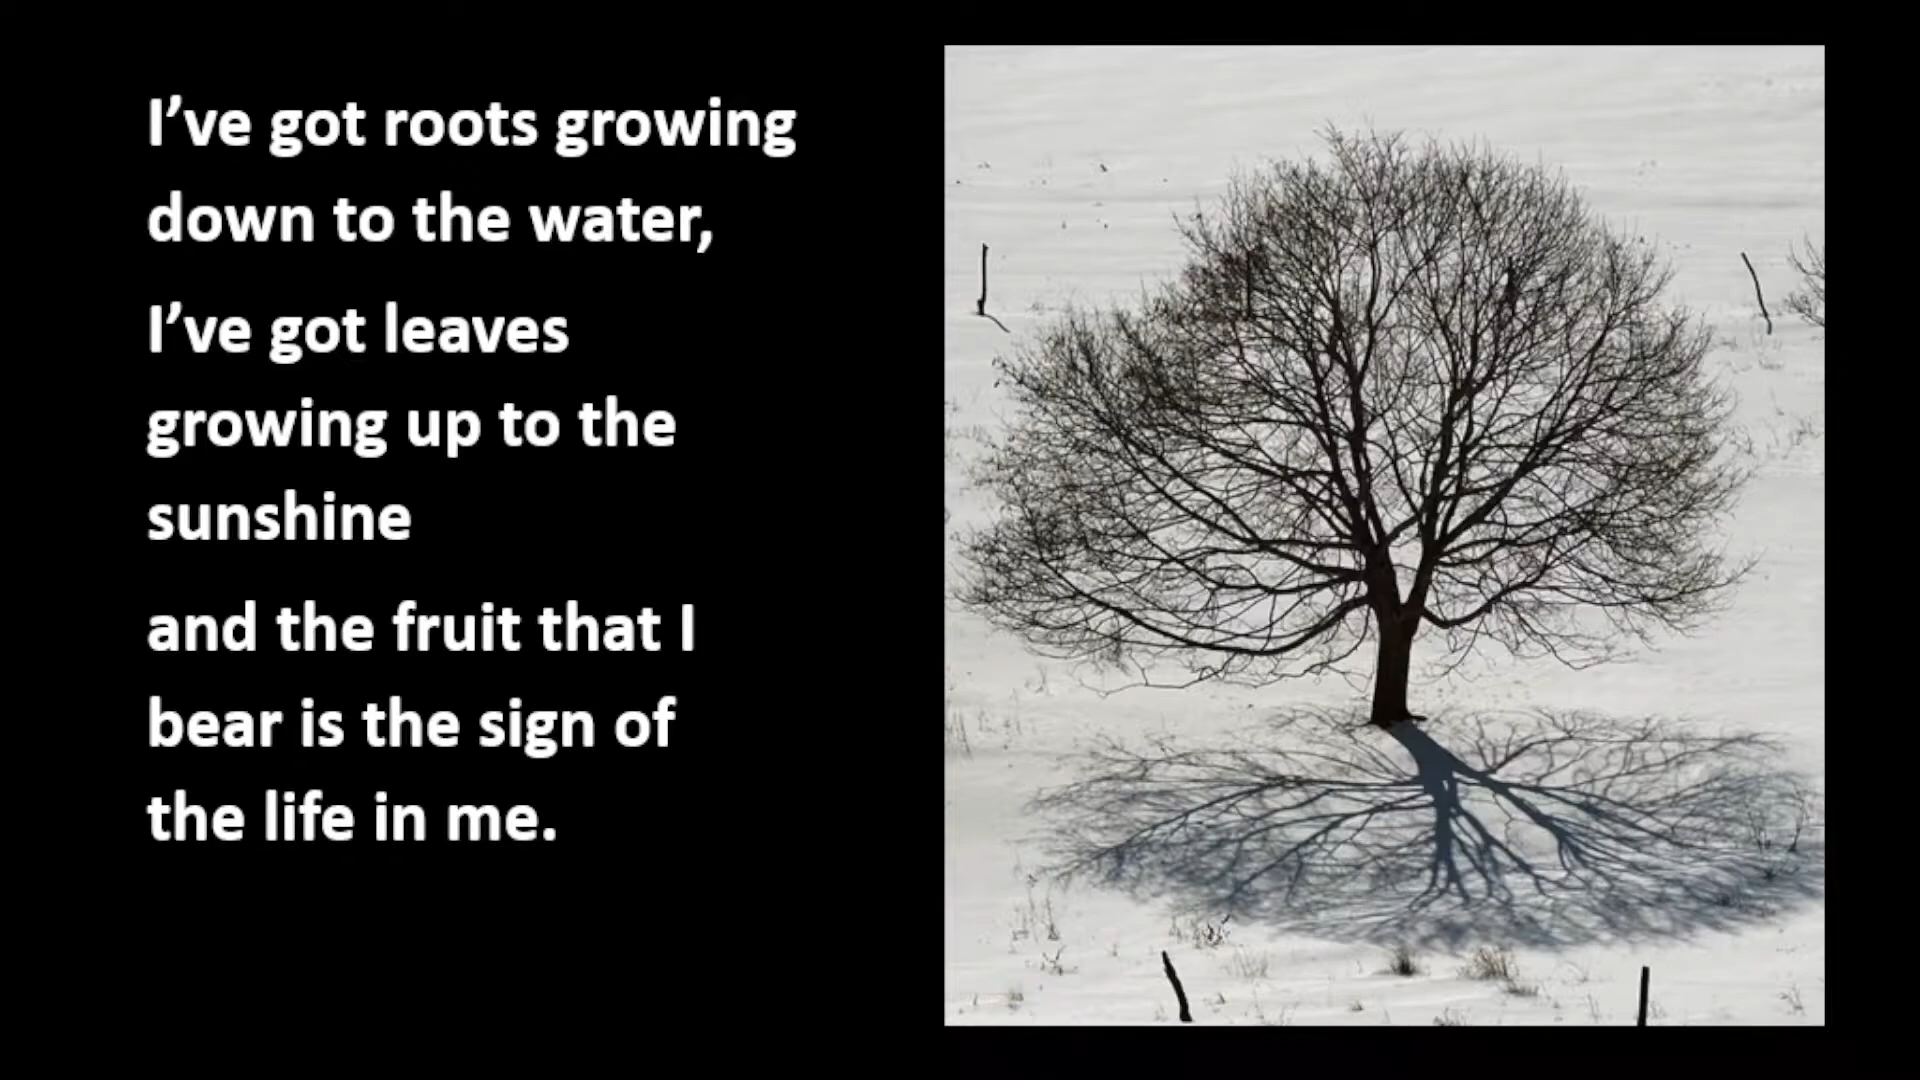 I’ve got roots growing
down to the water,
I’ve got leaves
growing up to the
sunshine
and the fruit that I
bear is the sign of
the life in me.